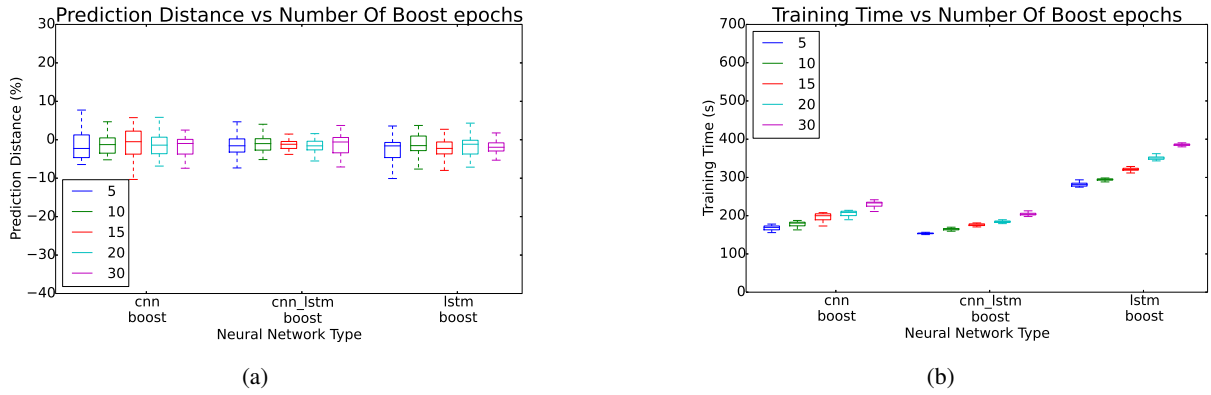 Prediction Distance vs Number Of Boost epochs
30
20
10
0
−10
−20
−30
−40
Prediction Distance (%)
5
10
15
20
30
cnn
boost
cnn_lstm
boost
lstm
boost
Neural Network Type
(a)
Training Time vs Number Of Boost epochs
700
600
500
400
300
200
100
0
Training Time (s)
5
10
15
20
30
cnn
boost
cnn_lstm
boost
lstm
boost
Neural Network Type
(b)